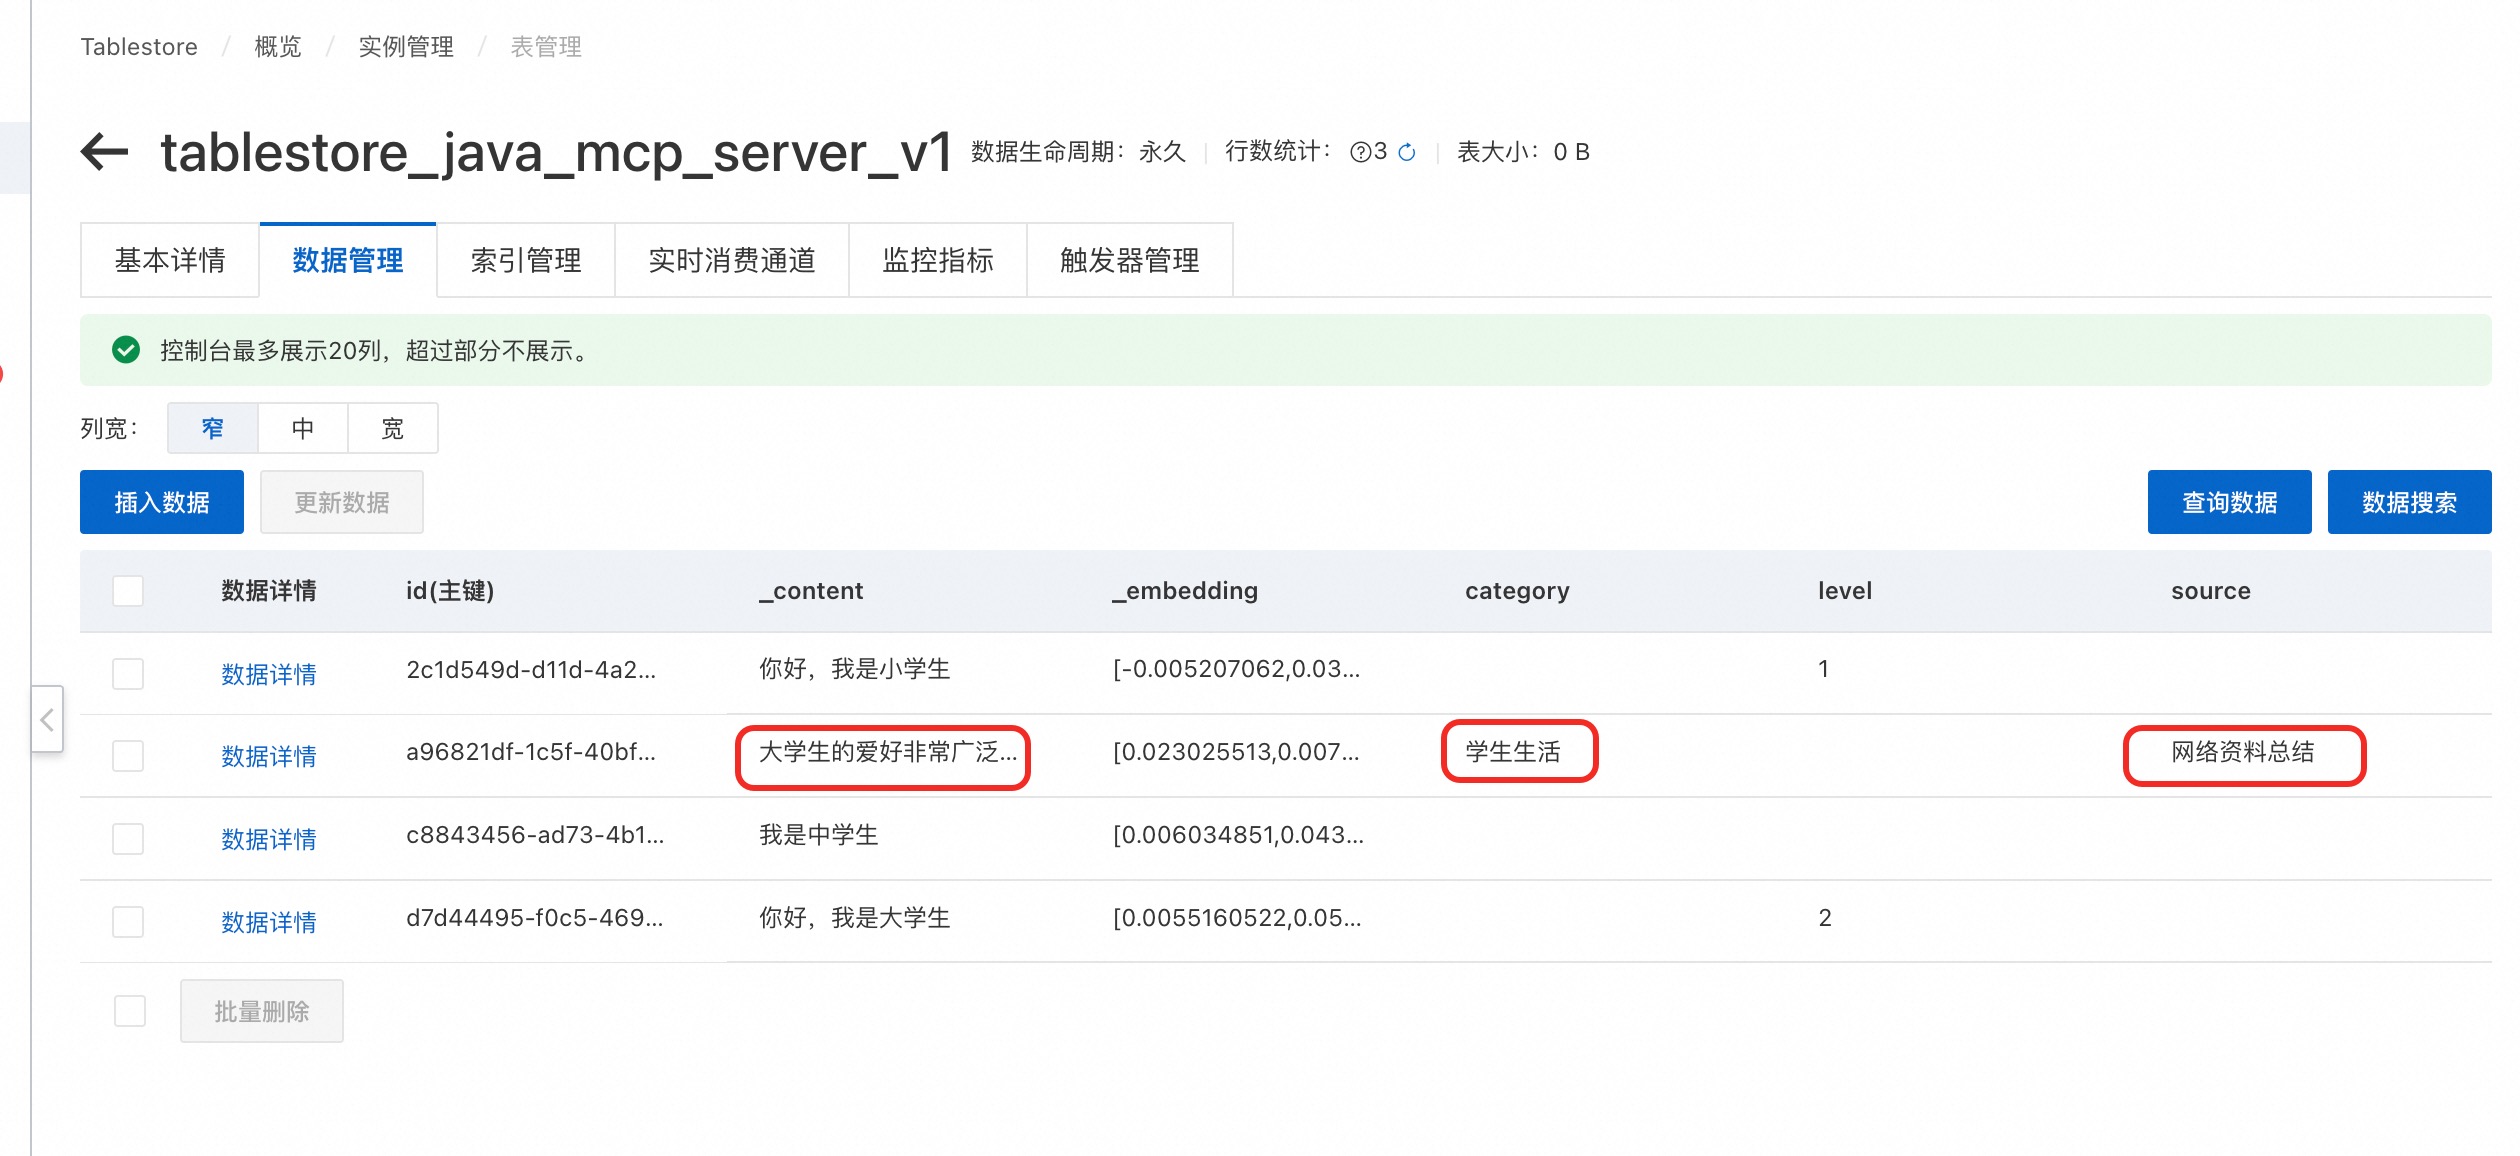 Tablestore / 概览 / 实例管理 / 表管理
tablestore_java_mcp_server_v1 数据生命周期：永久 | 行数统计：?3 | 表大小：0 B
基本详情 数据管理 索引管理 实时消费通道 监控指标 触发器管理
控制台最多展示20列，超过部分不展示。
列宽： 窄 中 宽
插入数据 更新数据 查询数据 数据搜索
数据详情 id(主键) _content _embedding category level source
数据详情 2c1d549d-d11d-4a2... 你好，我是小学生 [-0.005207062,0.03... 1
数据详情 a96821df-1c5f-40bf... 大学生的爱好非常广泛... [0.023025513,0.007... 学生生活 网络资料总结
数据详情 c8843456-ad73-4b1... 我是中学生 [0.006034851,0.043...
数据详情 d7d44495-f0c5-469... 你好，我是大学生 [0.0055160522,0.05... 2
批量删除